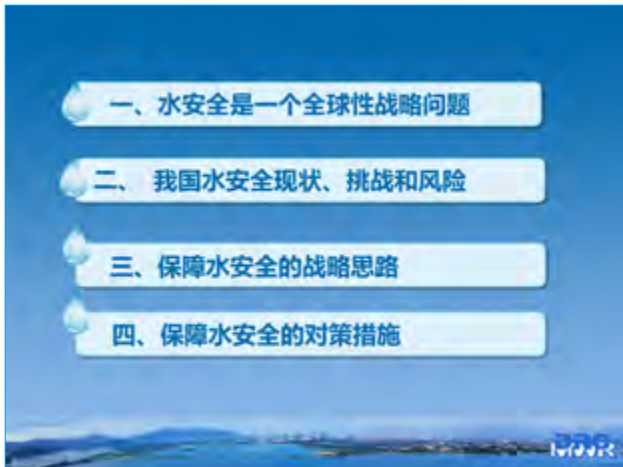 一、水安全是一个全球性战略问题
二、 我国水安全现状、挑战和风险
三、保障水安全的战略思路
四、保障水安全的对策措施